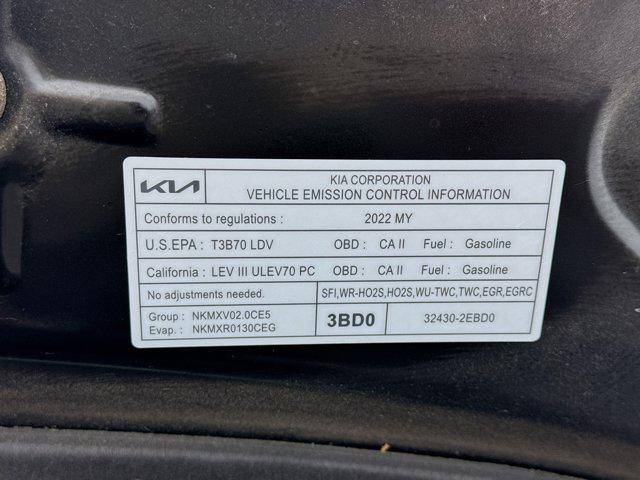 KIA
KIA CORPORATION
VEHICLE EMISSION CONTROL INFORMATION
Conforms to regulations : 2022 MY
U.S.EPA : T3B70 LDV OBD : CA II Fuel : Gasoline
California : LEV III ULEV70 PC OBD : CA II Fuel : Gasoline
No adjustments needed. SFI,WR-HO2S,HO2S,WU-TWC,TWC,EGR,EGRC
Group : NKMXV02.0CE5
Evap. : NKMXR0130CEG
3BD0
32430-2EBD0